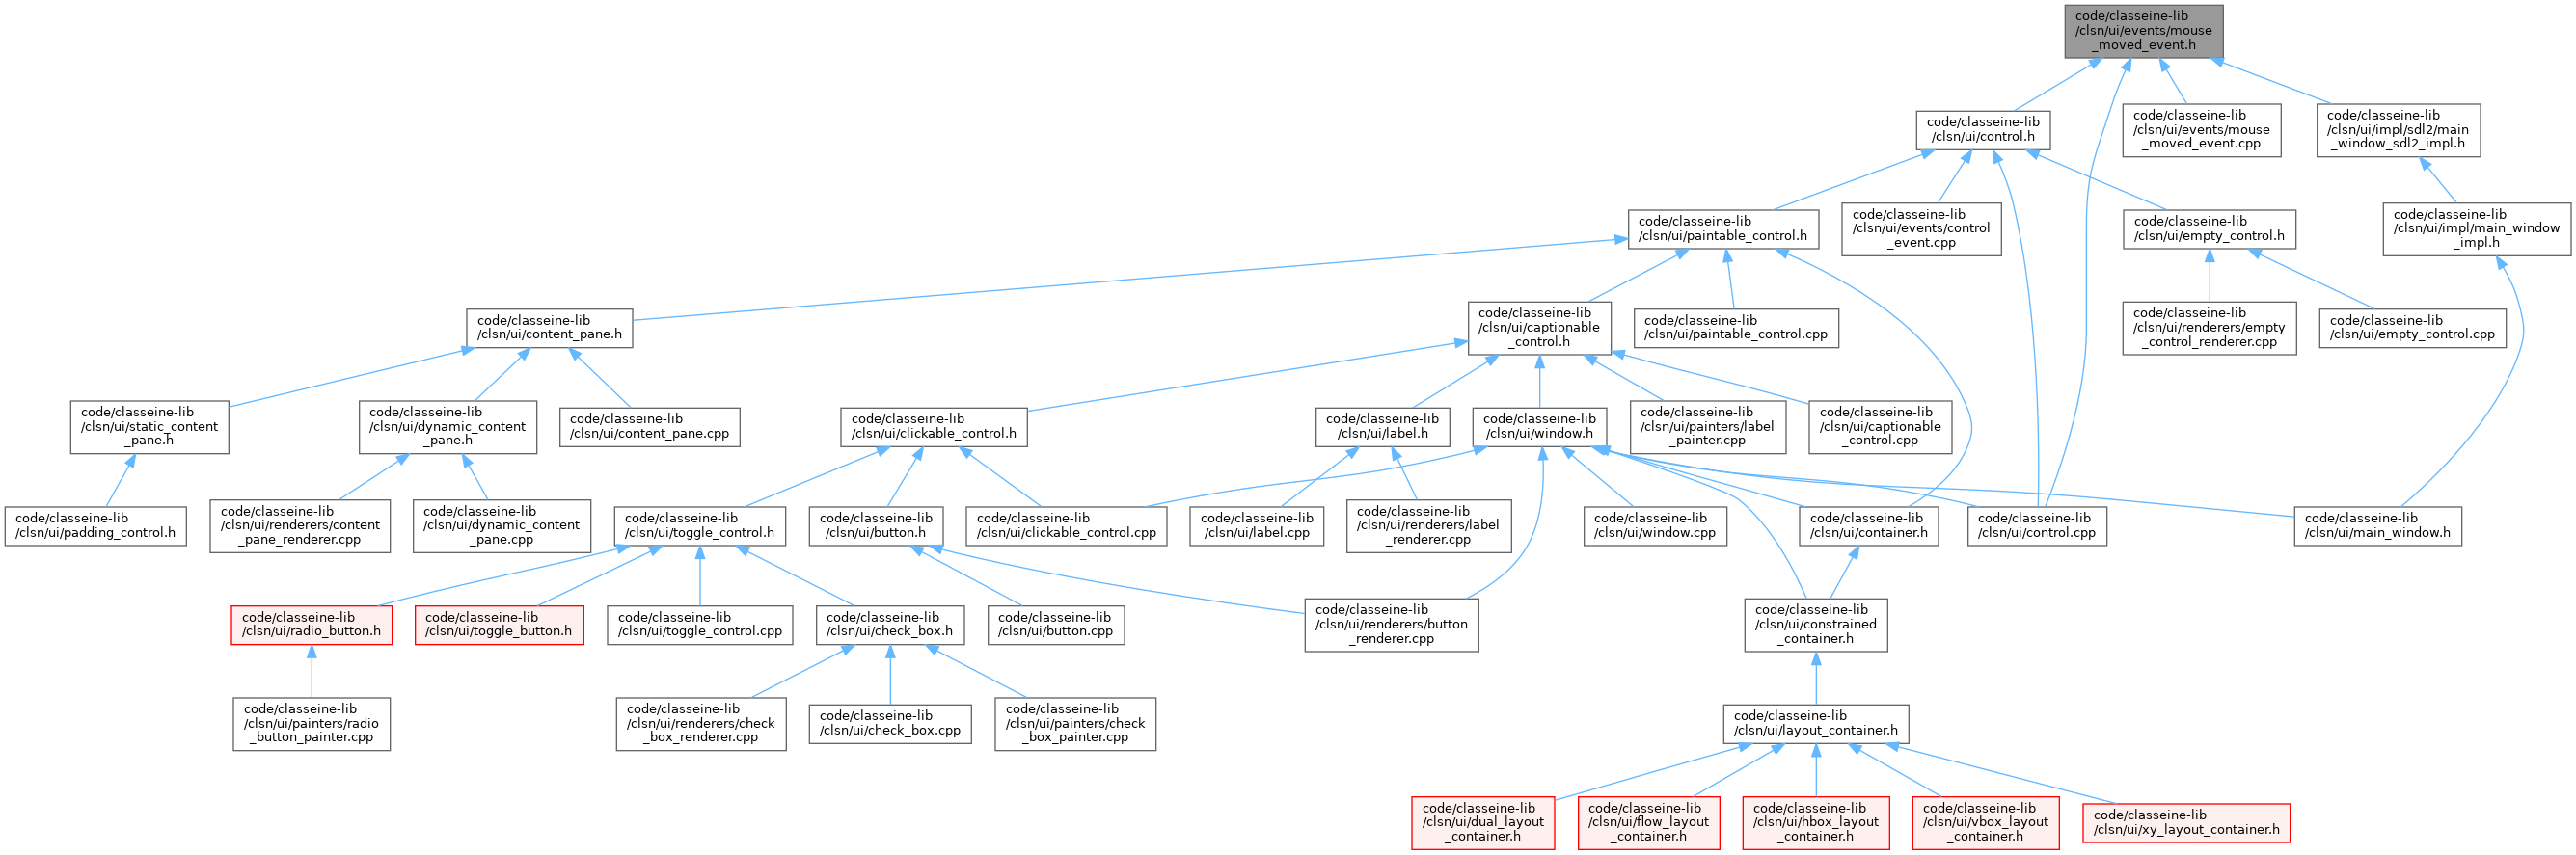 code/classeine-lib
/clsn/ui/events/mouse
_moved_event.h
code/classeine-lib
/clsn/ui/control.h
code/classeine-lib
/clsn/ui/events/mouse
_moved_event.cpp
code/classeine-lib
/clsn/ui/impl/sdl2/main
_window_sdl2_impl.h
code/classeine-lib
/clsn/ui/paintable_control.h
code/classeine-lib
/clsn/ui/events/control
_event.cpp
code/classeine-lib
/clsn/ui/empty_control.h
code/classeine-lib
/clsn/ui/impl/main_window
_impl.h
code/classeine-lib
/clsn/ui/content_pane.h
code/classeine-lib
/clsn/ui/captionable
_control.h
code/classeine-lib
/clsn/ui/paintable_control.cpp
code/classeine-lib
/clsn/ui/renderers/empty
_control_renderer.cpp
code/classeine-lib
/clsn/ui/empty_control.cpp
code/classeine-lib
/clsn/ui/static_content
_pane.h
code/classeine-lib
/clsn/ui/dynamic_content
_pane.h
code/classeine-lib
/clsn/ui/content_pane.cpp
code/classeine-lib
/clsn/ui/clickable_control.h
code/classeine-lib
/clsn/ui/label.h
code/classeine-lib
/clsn/ui/window.h
code/classeine-lib
/clsn/ui/painters/label
_painter.cpp
code/classeine-lib
/clsn/ui/captionable
_control.cpp
code/classeine-lib
/clsn/ui/padding_control.h
code/classeine-lib
/clsn/ui/renderers/content
_pane_renderer.cpp
code/classeine-lib
/clsn/ui/dynamic_content
_pane.cpp
code/classeine-lib
/clsn/ui/toggle_control.h
code/classeine-lib
/clsn/ui/button.h
code/classeine-lib
/clsn/ui/clickable_control.cpp
code/classeine-lib
/clsn/ui/label.cpp
code/classeine-lib
/clsn/ui/renderers/label
_renderer.cpp
code/classeine-lib
/clsn/ui/window.cpp
code/classeine-lib
/clsn/ui/container.h
code/classeine-lib
/clsn/ui/control.cpp
code/classeine-lib
/clsn/ui/main_window.h
code/classeine-lib
/clsn/ui/radio_button.h
code/classeine-lib
/clsn/ui/toggle_button.h
code/classeine-lib
/clsn/ui/toggle_control.cpp
code/classeine-lib
/clsn/ui/check_box.h
code/classeine-lib
/clsn/ui/button.cpp
code/classeine-lib
/clsn/ui/renderers/button
_renderer.cpp
code/classeine-lib
/clsn/ui/constrained
_container.h
code/classeine-lib
/clsn/ui/painters/radio
_button_painter.cpp
code/classeine-lib
/clsn/ui/renderers/check
_box_renderer.cpp
code/classeine-lib
/clsn/ui/check_box.cpp
code/classeine-lib
/clsn/ui/painters/check
_box_painter.cpp
code/classeine-lib
/clsn/ui/layout_container.h
code/classeine-lib
/clsn/ui/dual_layout
_container.h
code/classeine-lib
/clsn/ui/flow_layout
_container.h
code/classeine-lib
/clsn/ui/hbox_layout
_container.h
code/classeine-lib
/clsn/ui/vbox_layout
_container.h
code/classeine-lib
/clsn/ui/xy_layout_container.h